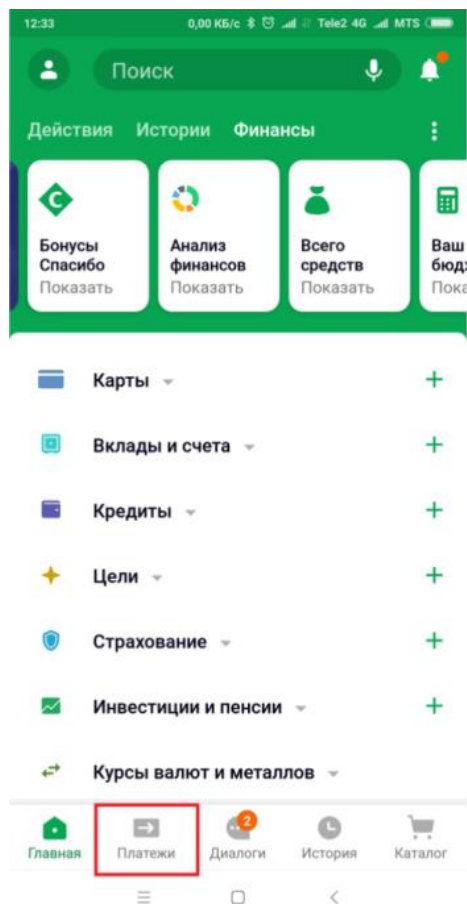 12:33 0,00 КБ/с Tele2 4G MTS
Поиск
Действия Истории Финансы
Бонусы Спасибо Показать
Анализ финансов Показать
Всего средств Показать
Ваш
Карты
Вклады и счета
Кредиты
Цели
Страхование
Инвестиции и пенсии
Курсы валют и металлов
2
Главная Платежи Диалоги История Каталог